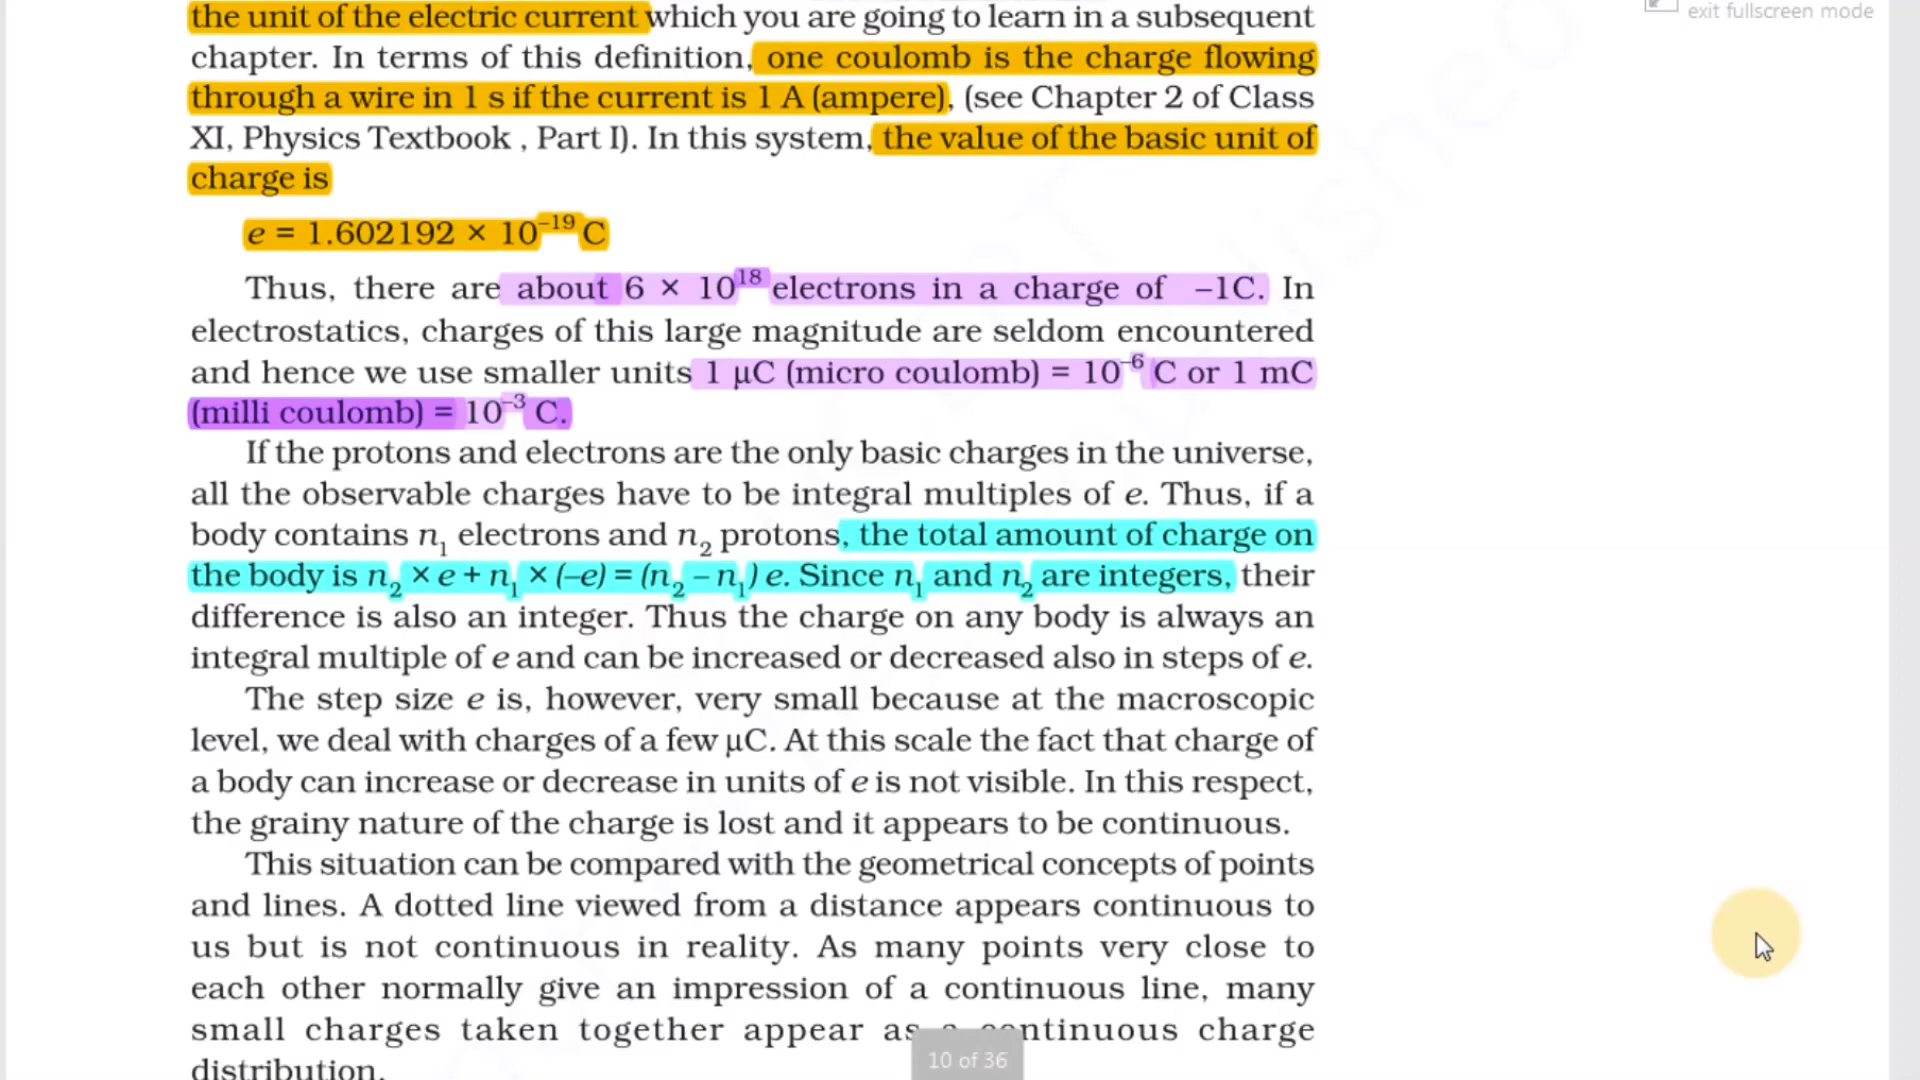 the unit of the electric current which you are going to learn in a subsequent
exit fullscreen mode
chapter. In terms of this definition, one coulomb is the charge flowing
through a wire in 1 s if the current is 1 A (ampere), (see Chapter 2 of Class
XI, Physics Textbook , Part I). In this system, the value of the basic unit of
charge is
e = 1.602192 × 10⁻¹⁹ C
Thus, there are about 6 × 10¹⁸ electrons in a charge of –1C. In
electrostatics, charges of this large magnitude are seldom encountered
and hence we use smaller units 1 μC (micro coulomb) = 10⁻⁶ C or 1 mC
(milli coulomb) = 10⁻³ C.
If the protons and electrons are the only basic charges in the universe,
all the observable charges have to be integral multiples of e. Thus, if a
body contains n₁ electrons and n₂ protons, the total amount of charge on
the body is n₂ × e + n₁ × (–e) = (n₂ – n₁) e. Since n₁ and n₂ are integers, their
difference is also an integer. Thus the charge on any body is always an
integral multiple of e and can be increased or decreased also in steps of e.
The step size e is, however, very small because at the macroscopic
level, we deal with charges of a few μC. At this scale the fact that charge of
a body can increase or decrease in units of e is not visible. In this respect,
the grainy nature of the charge is lost and it appears to be continuous.
This situation can be compared with the geometrical concepts of points
and lines. A dotted line viewed from a distance appears continuous to
us but is not continuous in reality. As many points very close to
each other normally give an impression of a continuous line, many
small charges taken together appear as a continuous charge
distribution.
10 of 36